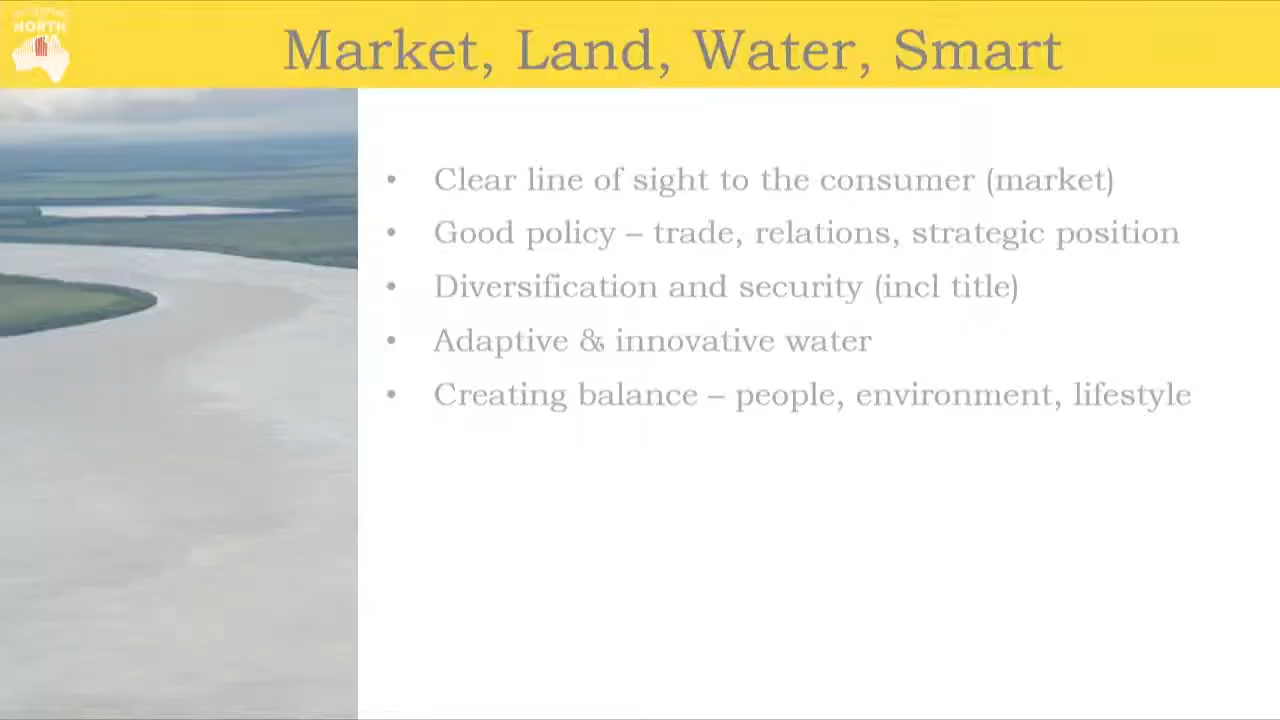 NORTH
Market, Land, Water, Smart
• Clear line of sight to the consumer (market)
• Good policy – trade, relations, strategic position
• Diversification and security (incl title)
• Adaptive & innovative water
• Creating balance – people, environment, lifestyle